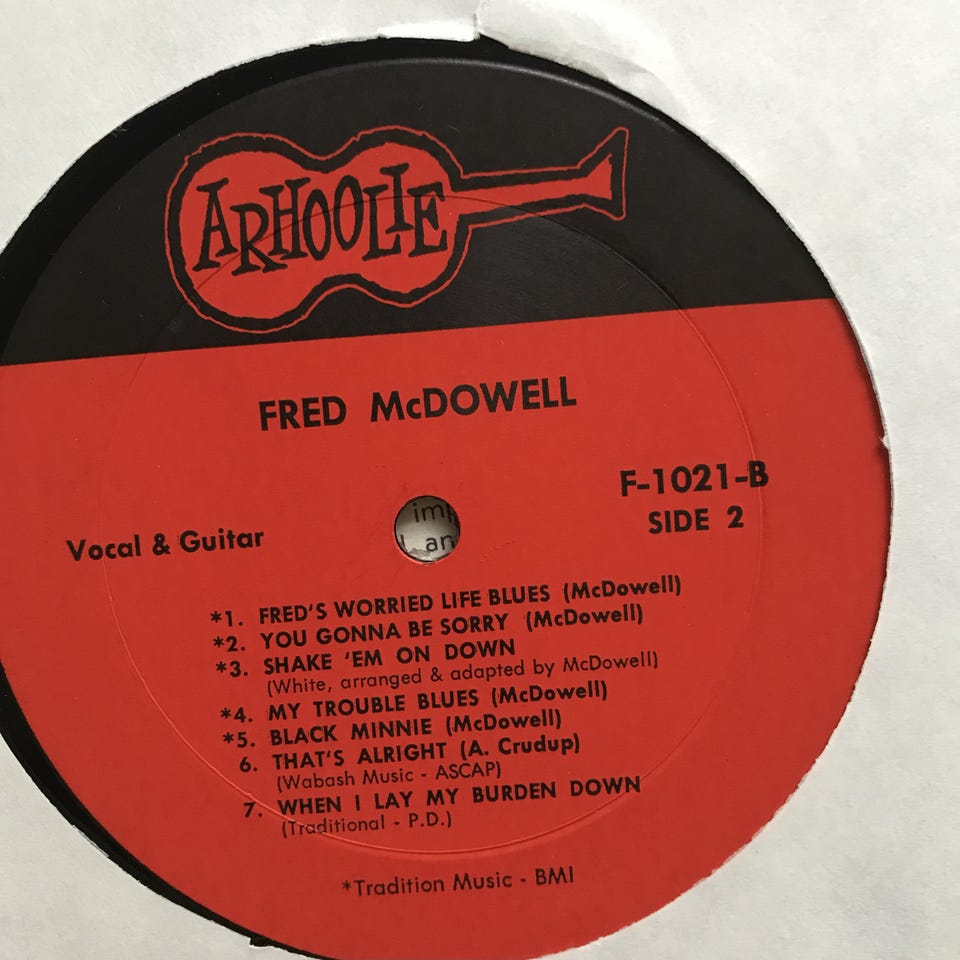 ARHOOLIE
FRED McDOWELL
F-1021-B
SIDE 2
Vocal & Guitar
*1. FRED'S WORRIED LIFE BLUES (McDowell)
*2. YOU GONNA BE SORRY (McDowell)
*3. SHAKE 'EM ON DOWN
(White, arranged & adapted by McDowell)
*4. MY TROUBLE BLUES (McDowell)
*5. BLACK MINNIE (McDowell)
6. THAT'S ALRIGHT (A. Crudup)
(Wabash Music - ASCAP)
7. WHEN I LAY MY BURDEN DOWN
(Traditional - P.D.)
*Tradition Music - BMI